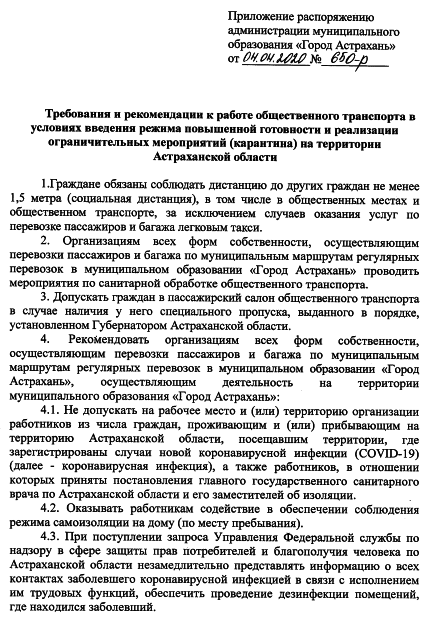 Приложение распоряжению
администрации муниципального
образования «Город Астрахань»
от 04.04.2020 № 650-р
Требования и рекомендации к работе общественного транспорта в
условиях введения режима повышенной готовности и реализации
ограничительных мероприятий (карантина) на территории
Астраханской области
1.Граждане обязаны соблюдать дистанцию до других граждан не менее
1,5 метра (социальная дистанция), в том числе в общественных местах и
общественном транспорте, за исключением случаев оказания услуг по
перевозке пассажиров и багажа легковым такси.
2. Организациям всех форм собственности, осуществляющим
перевозки пассажиров и багажа по муниципальным маршрутам регулярных
перевозок в муниципальном образовании «Город Астрахань» проводить
мероприятия по санитарной обработке общественного транспорта.
3. Допускать граждан в пассажирский салон общественного транспорта
в случае наличия у него специального пропуска, выданного в порядке,
установленном Губернатором Астраханской области.
4. Рекомендовать организациям всех форм собственности,
осуществляющим перевозки пассажиров и багажа по муниципальным
маршрутам регулярных перевозок в муниципальном образовании «Город
Астрахань», осуществляющим деятельность на территории
муниципального образования «Город Астрахань»:
4.1. Не допускать на рабочее место и (или) территорию организации
работников из числа граждан, проживающим и (или) прибывающим на
территорию Астраханской области, посещавшим территории, где
зарегистрированы случаи новой коронавирусной инфекции (COVID-19)
(далее - коронавирусная инфекция), а также работников, в отношении
которых приняты постановления главного государственного санитарного
врача по Астраханской области и его заместителей об изоляции.
4.2. Оказывать работникам содействие в обеспечении соблюдения
режима самоизоляции на дому (по месту пребывания).
4.3. При поступлении запроса Управления Федеральной службы по
надзору в сфере защиты прав потребителей и благополучия человека по
Астраханской области незамедлительно представлять информацию о всех
контактах заболевшего коронавирусной инфекцией в связи с исполнением
им трудовых функций, обеспечить проведение дезинфекции помещений,
где находился заболевший.